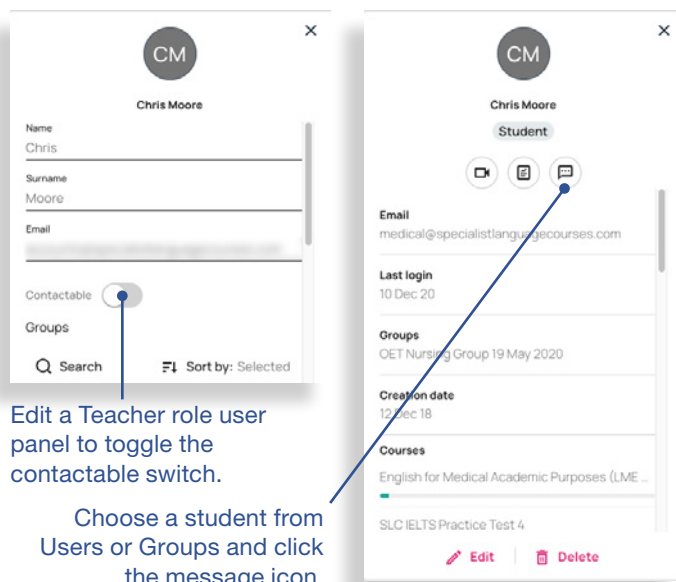 CM
Chris Moore
Name
Chris
Surname
Moore
Email
Contactable
Groups
Search
Sort by: Selected
Edit a Teacher role user
panel to toggle the
contactable switch.
Choose a student from
Users or Groups and click
the message icon.
CM
Chris Moore
Student
Email
medical@specialistlanguagecourses.com
Last login
10 Dec 20
Groups
OET Nursing Group 19 May 2020
Creation date
12 Dec 18
Courses
English for Medical Academic Purposes (LME ...
SLC IELTS Practice Test 4
Edit
Delete